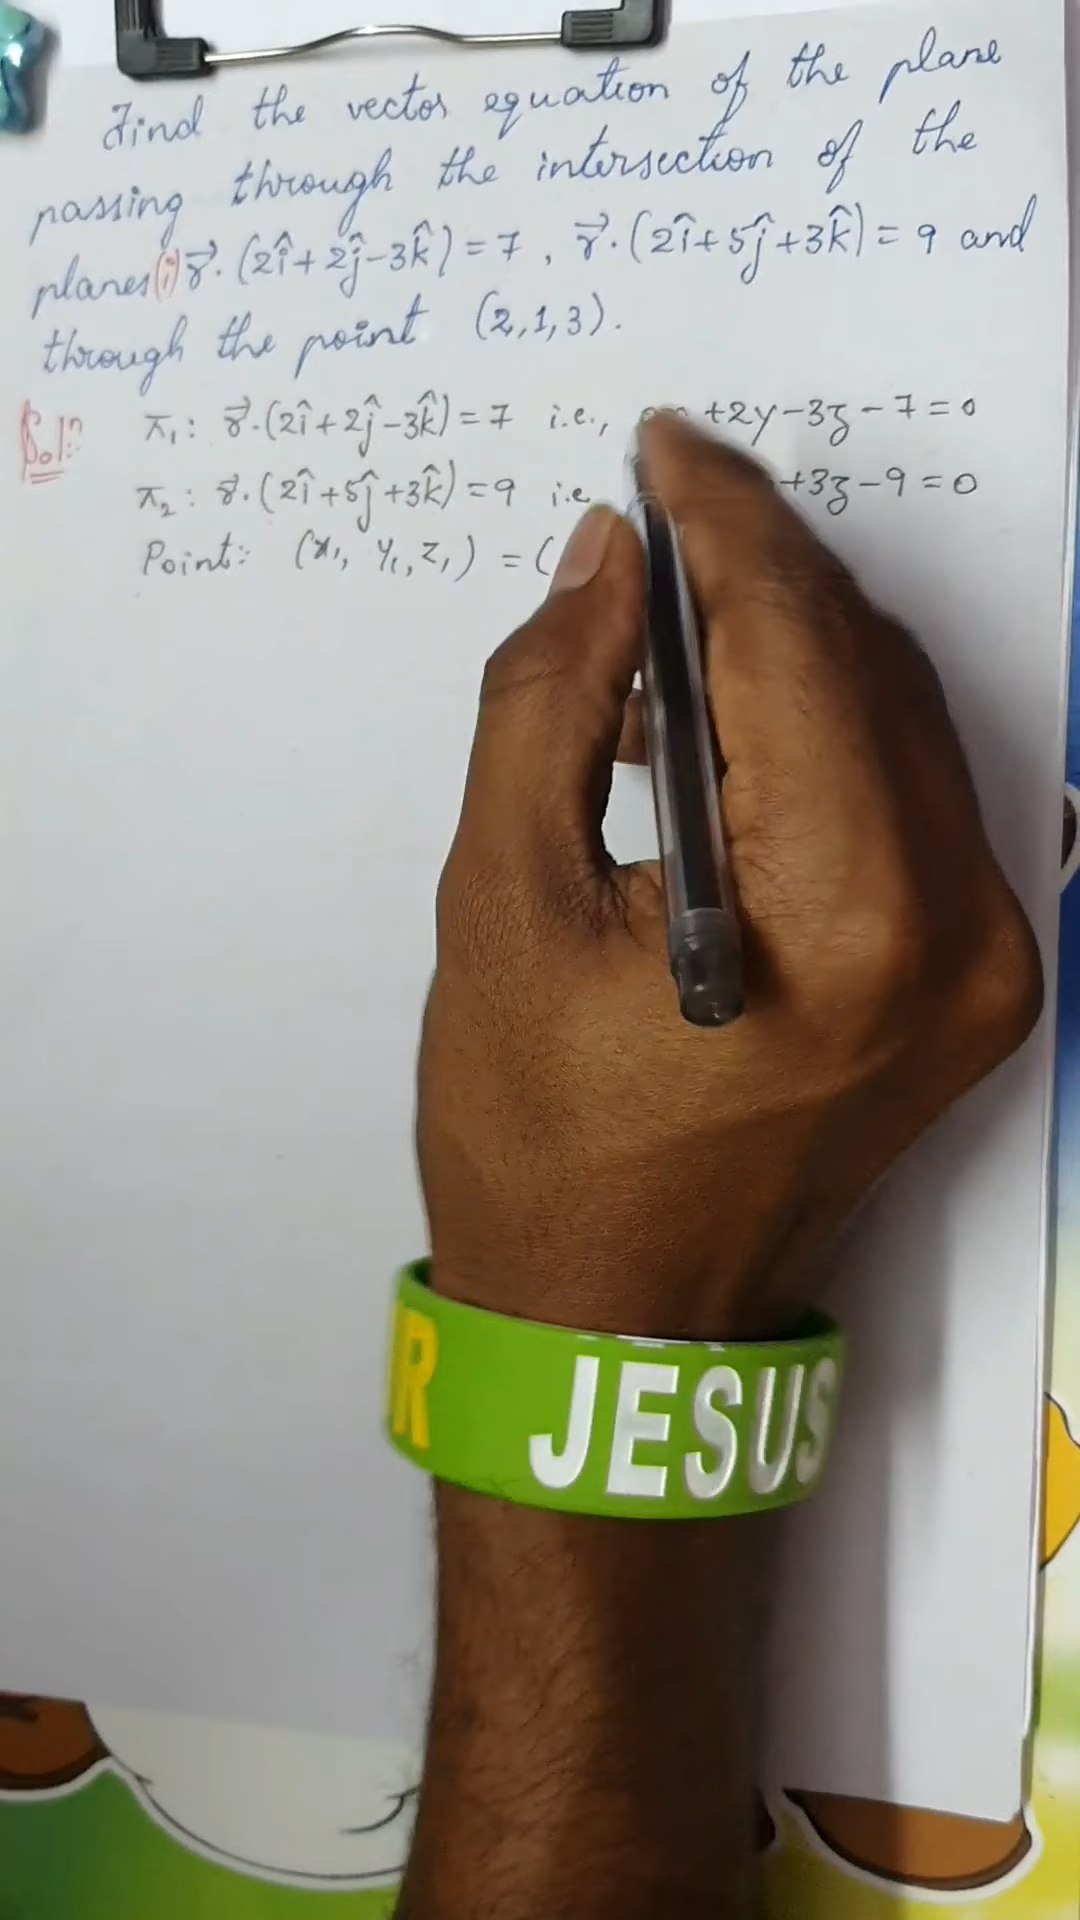 Find the vector equation of the plane
passing through the intersection of the
planes (i) r⃗.(2î+2ĵ-3k̂)=7, r⃗.(2î+5ĵ+3k̂)=9 and
through the point (2,1,3).
Sol:
π₁: r⃗.(2î+2ĵ-3k̂)=7 i.e., +2y-3z-7=0
π₂: r⃗.(2î+5ĵ+3k̂)=9 i.e +3z-9=0
Point: (x₁, y₁, z₁) = (
JESUS